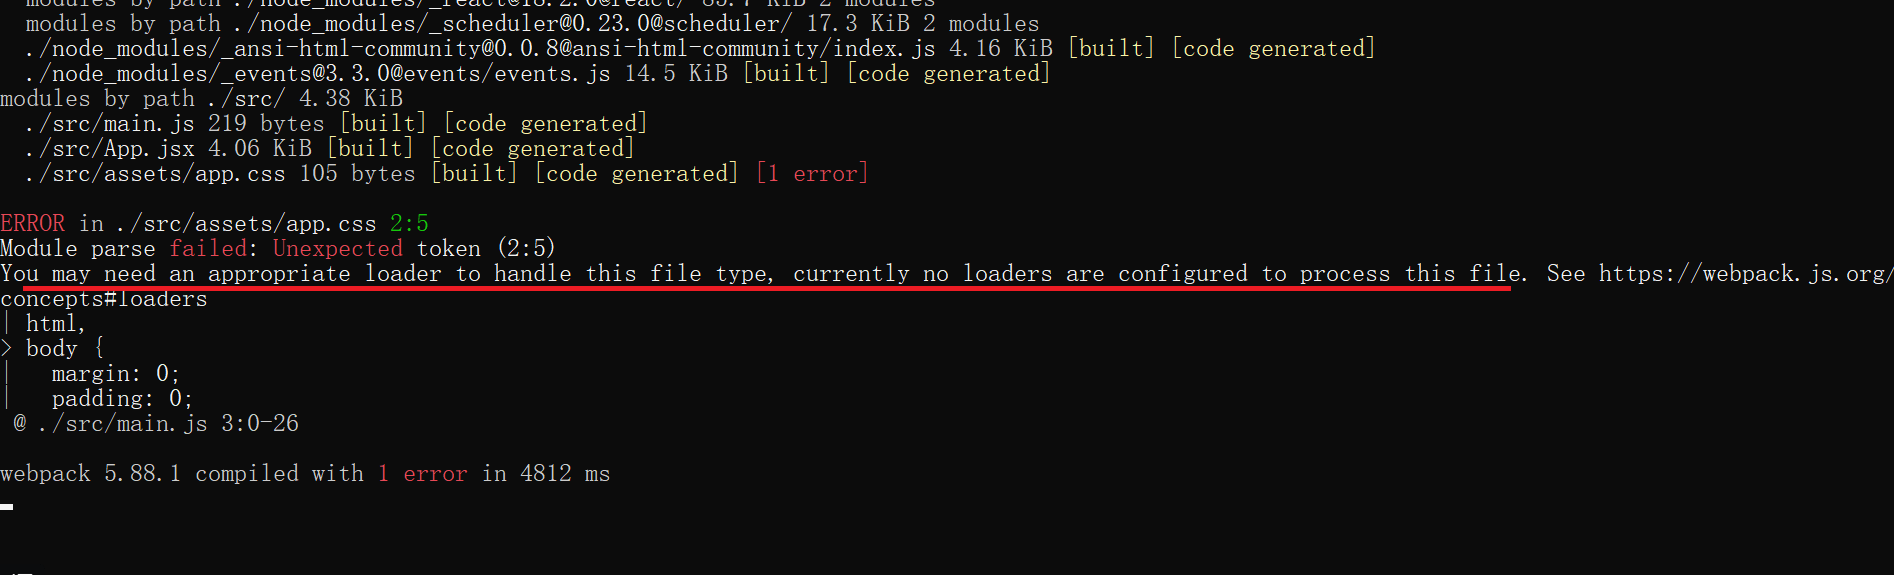 modules by path ./node_modules/_react@18.2.0@react/ 85.7 KiB 2 modules
modules by path ./node_modules/_scheduler@0.23.0@scheduler/ 17.3 KiB 2 modules
./node_modules/_ansi-html-community@0.0.8@ansi-html-community/index.js 4.16 KiB [built] [code generated]
./node_modules/_events@3.3.0@events/events.js 14.5 KiB [built] [code generated]
modules by path ./src/ 4.38 KiB
./src/main.js 219 bytes [built] [code generated]
./src/App.jsx 4.06 KiB [built] [code generated]
./src/assets/app.css 105 bytes [built] [code generated] [1 error]
ERROR in ./src/assets/app.css 2:5
Module parse failed: Unexpected token (2:5)
You may need an appropriate loader to handle this file type, currently no loaders are configured to process this file. See https://webpack.js.org/
concepts#loaders
| html,
> body {
|   margin: 0;
|   padding: 0;
@ ./src/main.js 3:0-26
webpack 5.88.1 compiled with 1 error in 4812 ms